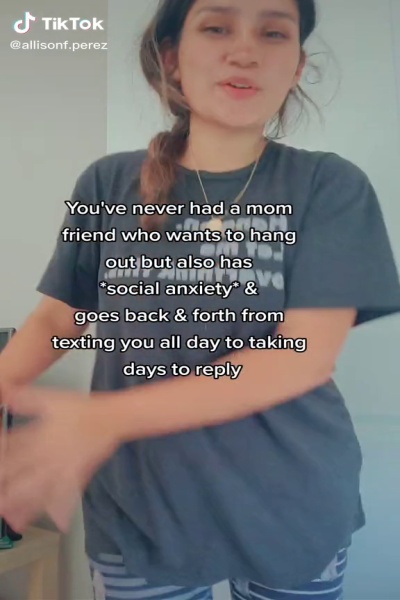 TikTok
@allisonf.perez
You've never had a mom
friend who wants to hang
out but also has
*social anxiety* &
goes back & forth from
texting you all day to taking
days to reply